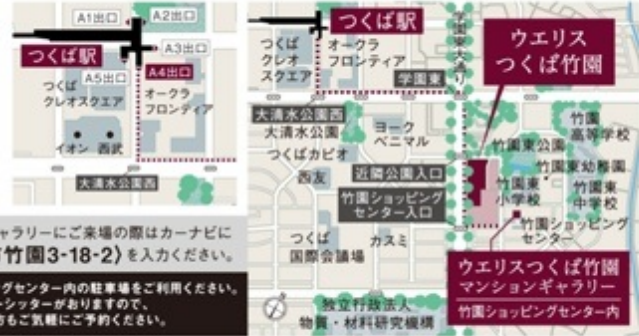 A1出口
A2出口
つくば駅
A3出口
A5出口
A4出口
つくば
クレオスクエア
オークラ
フロンティア
イオン 西武
大清水公園西
ャラリーにご来場の際はカーナビに
竹園3-18-2〉を入力ください。
グセンター内の駐車場をご利用ください。
ーシッターがおりますので、
らもご気軽にご予約ください。
つくば駅
つくば
クレオ
スクエア
オークラ
フロンティア
学園東
ウエリス
つくば竹園
大清水公園西
大清水公園
ヨーク
ベニマル
つくばカピオ
西友
近隣公園入口
竹園ショッピング
センター入口
つくば
国際会議場
カスミ
竹園
高等学校
竹園東公園
竹園東幼稚園
竹園東
小学校
竹園東
中学校
竹園ショッピング
センター
ウエリスつくば竹園
マンションギャラリー
竹園ショッピングセンター内
独立行政法人
物質・材料研究機構